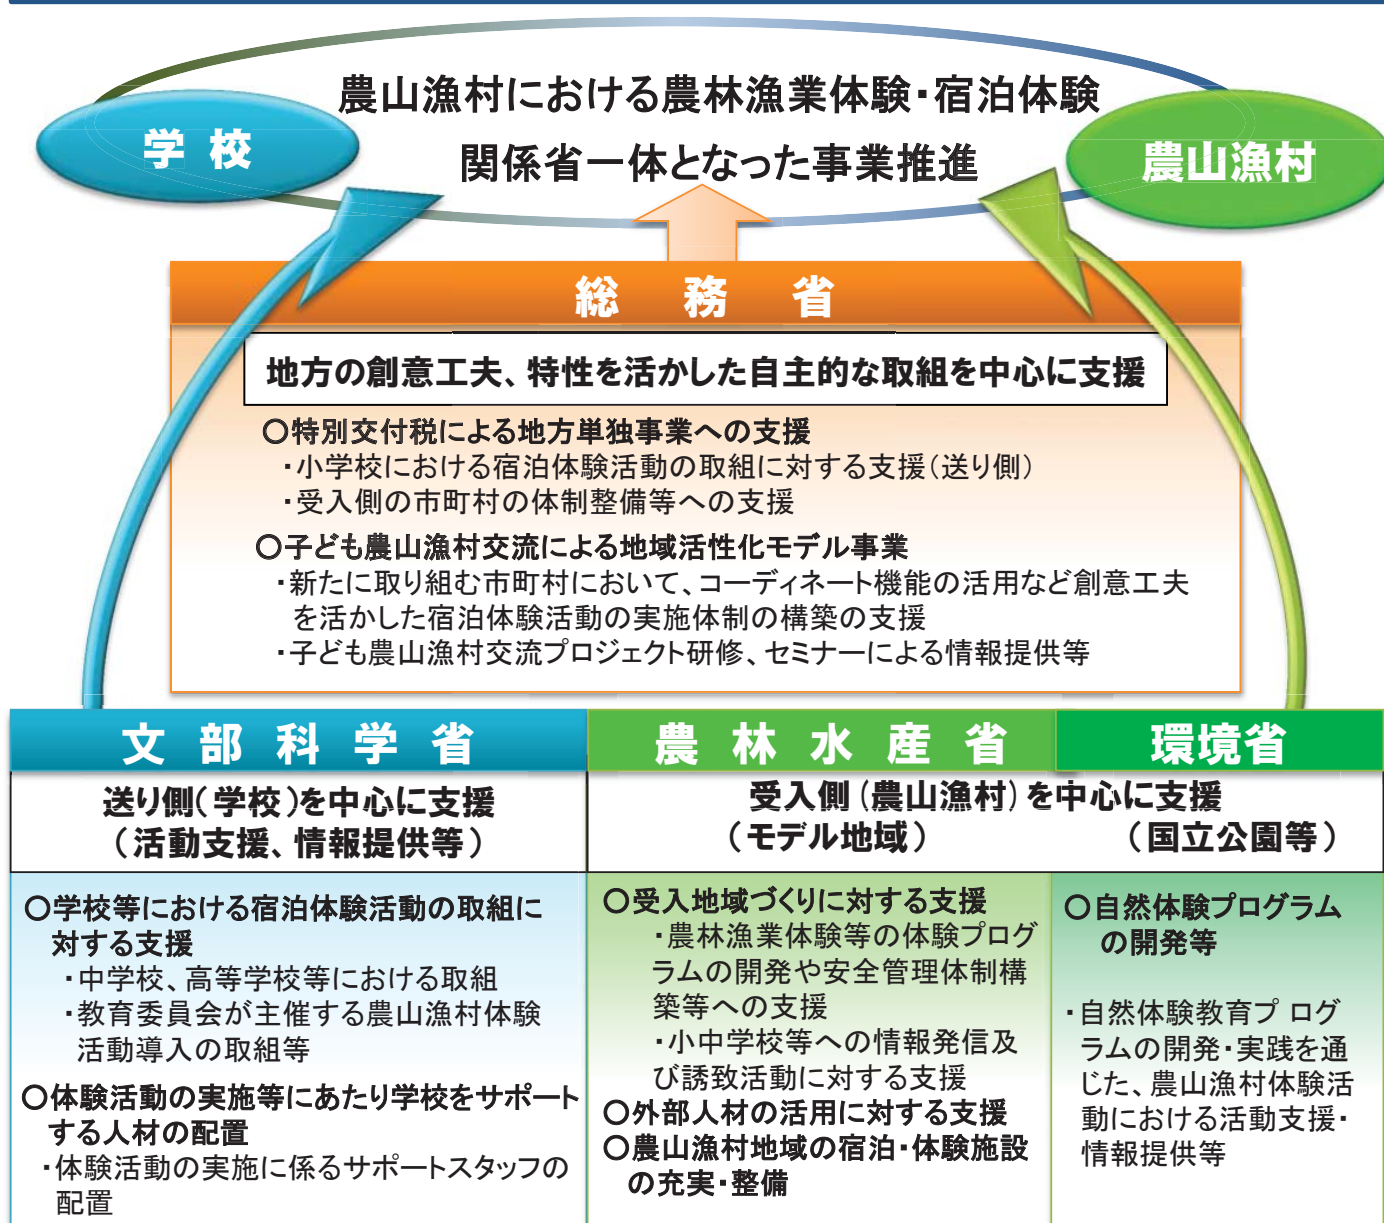 農山漁村における農林漁業体験・宿泊体験
関係省一体となった事業推進
学校
農山漁村
総務省
地方の創意工夫、特性を活かした自主的な取組を中心に支援
○特別交付税による地方単独事業への支援
・小学校における宿泊体験活動の取組に対する支援(送り側)
・受入側の市町村の体制整備等への支援
○子ども農山漁村交流による地域活性化モデル事業
・新たに取り組む市町村において、コーディネート機能の活用など創意工夫
を活かした宿泊体験活動の実施体制の構築の支援
・子ども農山漁村交流プロジェクト研修、セミナーによる情報提供等
文部科学省
送り側(学校)を中心に支援
(活動支援、情報提供等)
○学校等における宿泊体験活動の取組に
対する支援
・中学校、高等学校等における取組
・教育委員会が主催する農山漁村体験
活動導入の取組等
○体験活動の実施等にあたり学校をサポート
する人材の配置
・体験活動の実施に係るサポートスタッフの
配置
農林水産省
環境省
受入側(農山漁村)を中心に支援
(モデル地域)
(国立公園等)
○受入地域づくりに対する支援
・農林漁業体験等の体験プログ
ラムの開発や安全管理体制構
築等への支援
・小中学校等への情報発信及
び誘致活動に対する支援
○外部人材の活用に対する支援
○農山漁村地域の宿泊・体験施設
の充実・整備
○自然体験プログラム
の開発等
・自然体験教育プ ログ
ラムの開発・実践を通
じた、農山漁村体験活
動における活動支援・
情報提供等